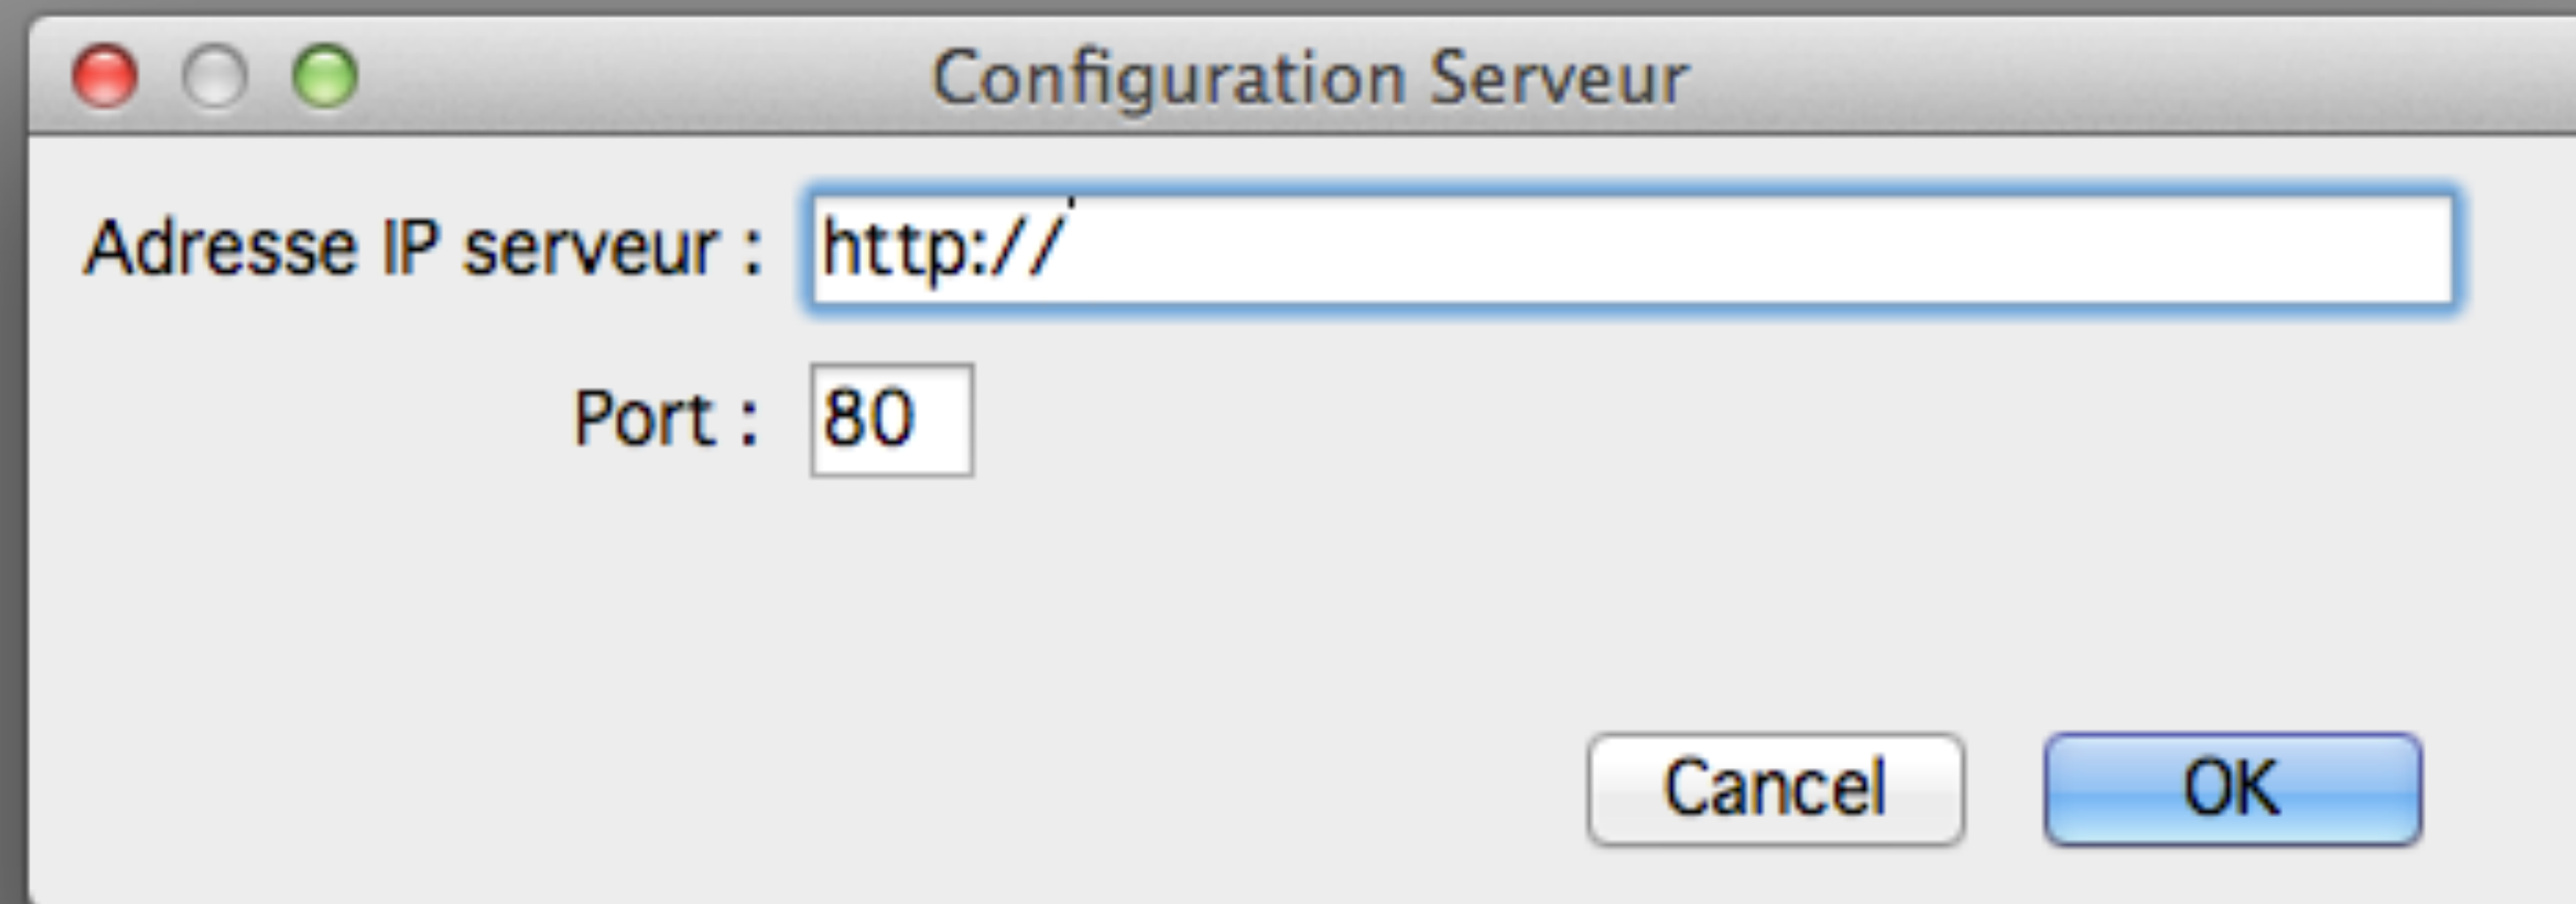 Configuration Serveur
Adresse IP serveur : http://
Port : 80
Cancel OK